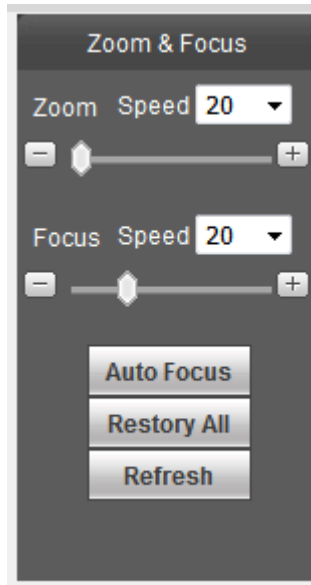 Zoom & Focus
Zoom Speed 20
− +
Focus Speed 20
− +
Auto Focus
Restory All
Refresh